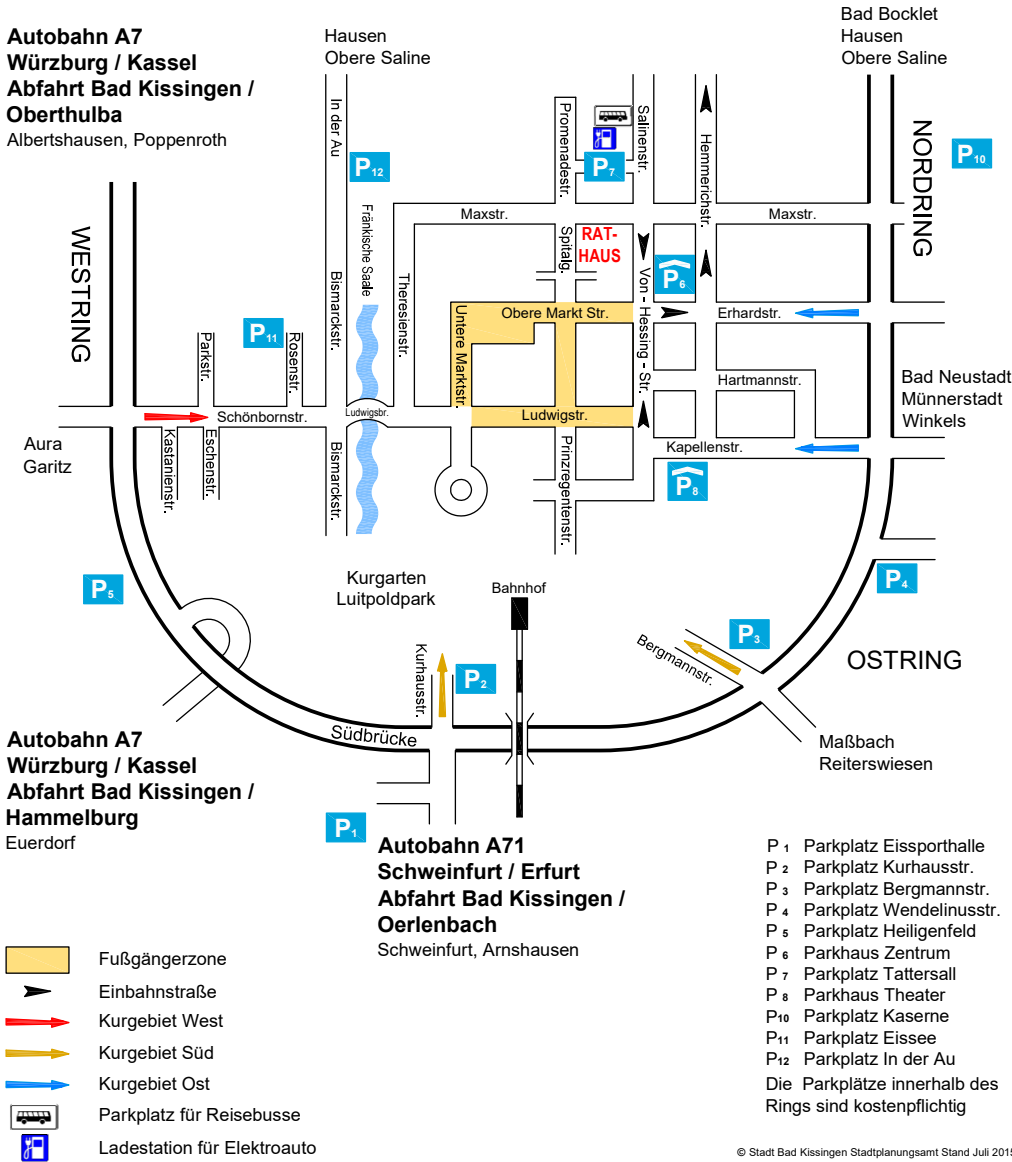 Autobahn A7
Würzburg / Kassel
Abfahrt Bad Kissingen /
Oberthulba
Albertshausen, Poppenroth
Hausen
Obere Saline
Bad Bocklet
Hausen
Obere Saline
In der Au
P12
Promenadestr.
P7
Salinenstr.
Hemmerichstr.
NORDRING
P10
WESTRING
Fränkische Saale
Maxstr.
Spitalg.
RAT-
HAUS
Maxstr.
P6
Von - Hessing - Str.
Bismarckstr.
Theresienstr.
Untere Marktstr.
Obere Markt Str.
Erhardstr.
P11
Parkstr.
Rosenstr.
Hartmannstr.
Bad Neustadt
Münnerstadt
Winkels
Schönbornstr.
Ludwigsbr.
Ludwigstr.
Aura
Garitz
Kastanienstr.
Eschenstr.
Bismarckstr.
Prinzregentenstr.
Kapellenstr.
P8
P5
Kurgarten
Luitpoldpark
Bahnhof
P4
P3
Bergmannstr.
OSTRING
Kurhausstr.
P2
Südbrücke
Maßbach
Reiterswiesen
Autobahn A7
Würzburg / Kassel
Abfahrt Bad Kissingen /
Hammelburg
Euerdorf
P1
Autobahn A71
Schweinfurt / Erfurt
Abfahrt Bad Kissingen /
Oerlenbach
Schweinfurt, Arnshausen
P 1 Parkplatz Eissporthalle
P 2 Parkplatz Kurhausstr.
P 3 Parkplatz Bergmannstr.
P 4 Parkplatz Wendelinusstr.
P 5 Parkplatz Heiligenfeld
P 6 Parkhaus Zentrum
P 7 Parkplatz Tattersall
P 8 Parkhaus Theater
P10 Parkplatz Kaserne
P11 Parkplatz Eissee
P12 Parkplatz In der Au
Die Parkplätze innerhalb des
Rings sind kostenpflichtig
Fußgängerzone
Einbahnstraße
Kurgebiet West
Kurgebiet Süd
Kurgebiet Ost
Parkplatz für Reisebusse
Ladestation für Elektroauto
© Stadt Bad Kissingen Stadtplanungsamt Stand Juli 2015